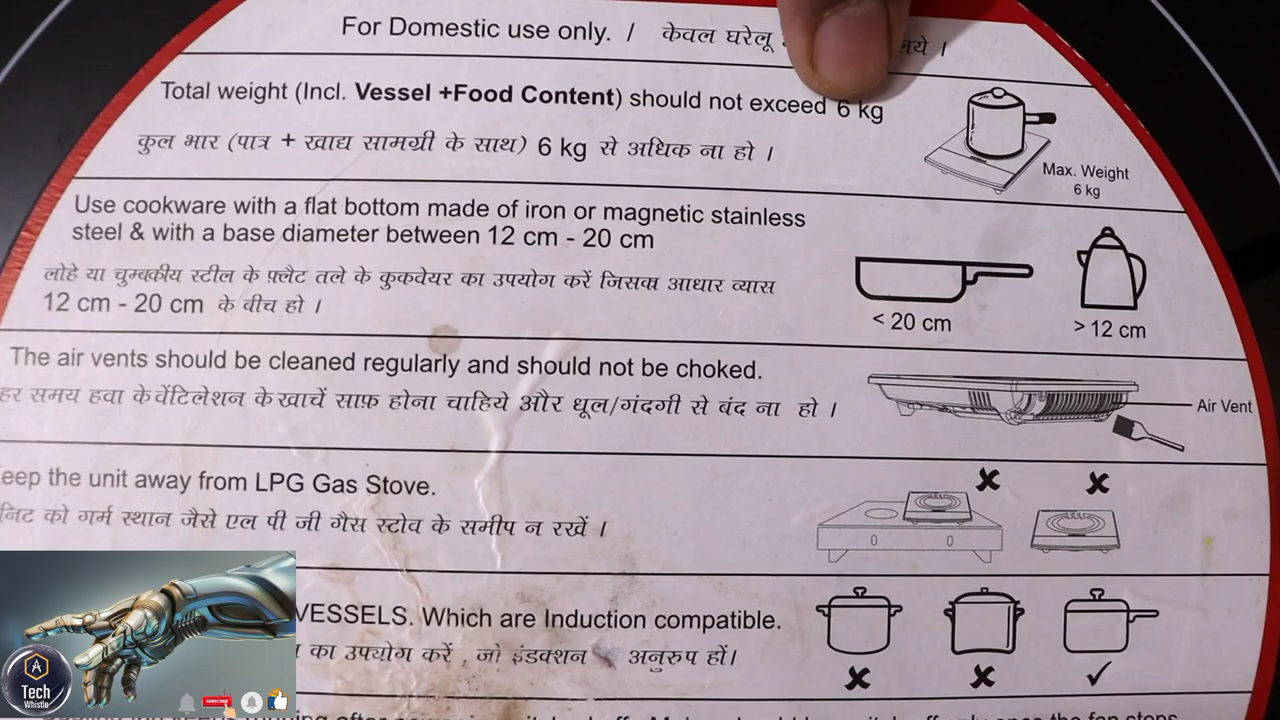 For Domestic use only. / केवल घरेलू
Total weight (Incl. Vessel +Food Content) should not exceed 6 kg
कुल भार (पात्र + खाद्य सामग्री के साथ) 6 kg से अधिक ना हो ।
Max. Weight
6 kg
Use cookware with a flat bottom made of iron or magnetic stainless
steel & with a base diameter between 12 cm - 20 cm
लोहे या चुम्बकीय स्टील के फ़्लैट तले के कुकवेयर का उपयोग करें जिसका आधार व्यास
12 cm - 20 cm के बीच हो ।
< 20 cm
> 12 cm
The air vents should be cleaned regularly and should not be choked.
हर समय हवा के वेंटिलेशन के खाचें साफ़ होना चाहिये और धूल/गंदगी से बंद ना हो ।
Air Vent
eep the unit away from LPG Gas Stove.
निट को गर्म स्थान जैसे एल पी जी गैस स्टोव के समीप न रखें ।
VESSELS. Which are Induction compatible.
का उपयोग करें , जो इंडक्शन अनुरुप हों।
Tech
Whistle
SUBSCRIBE